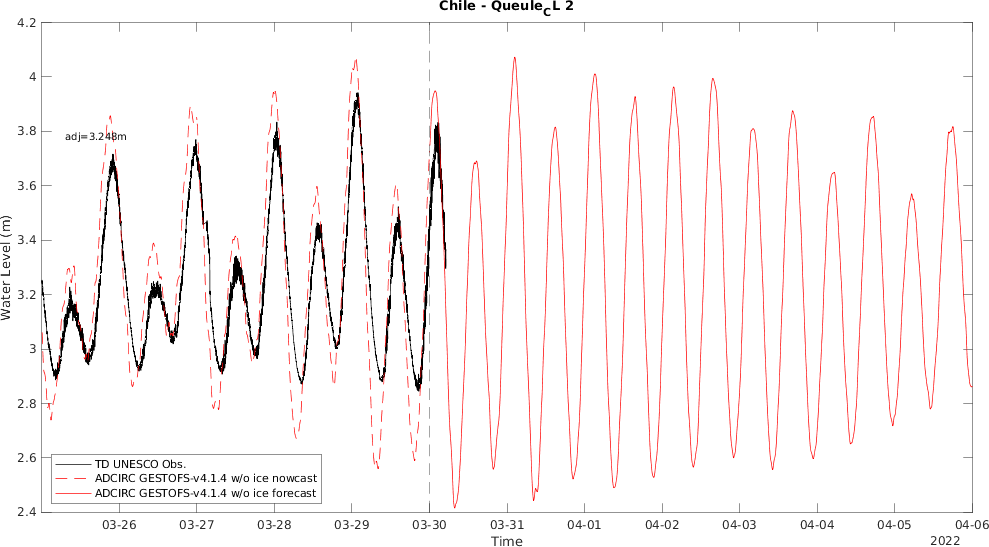 Chile - Queule_C L 2
4.2
4
3.8
adj=3.248m
3.6
3.4
Water Level (m)
3.2
3
2.8
2.6
2.4
TD UNESCO Obs.
ADCIRC GESTOFS-v4.1.4 w/o ice nowcast
ADCIRC GESTOFS-v4.1.4 w/o ice forecast
03-26 03-27 03-28 03-29 03-30 03-31 04-01 04-02 04-03 04-04 04-05 04-06
Time
2022